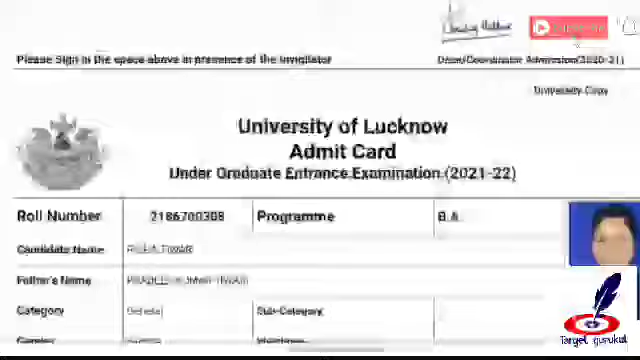 Please Sign in the space above in presence of the Invigilator
Dean/Coordinator Admission(2020-21)
University Copy
University of Lucknow
Admit Card
Under Graduate Entrance Examination (2021-22)
Roll Number 2186700308 Programme B.A.
Candidate Name
Father's Name
Category General Sub-Category
Gender
Target gurukul